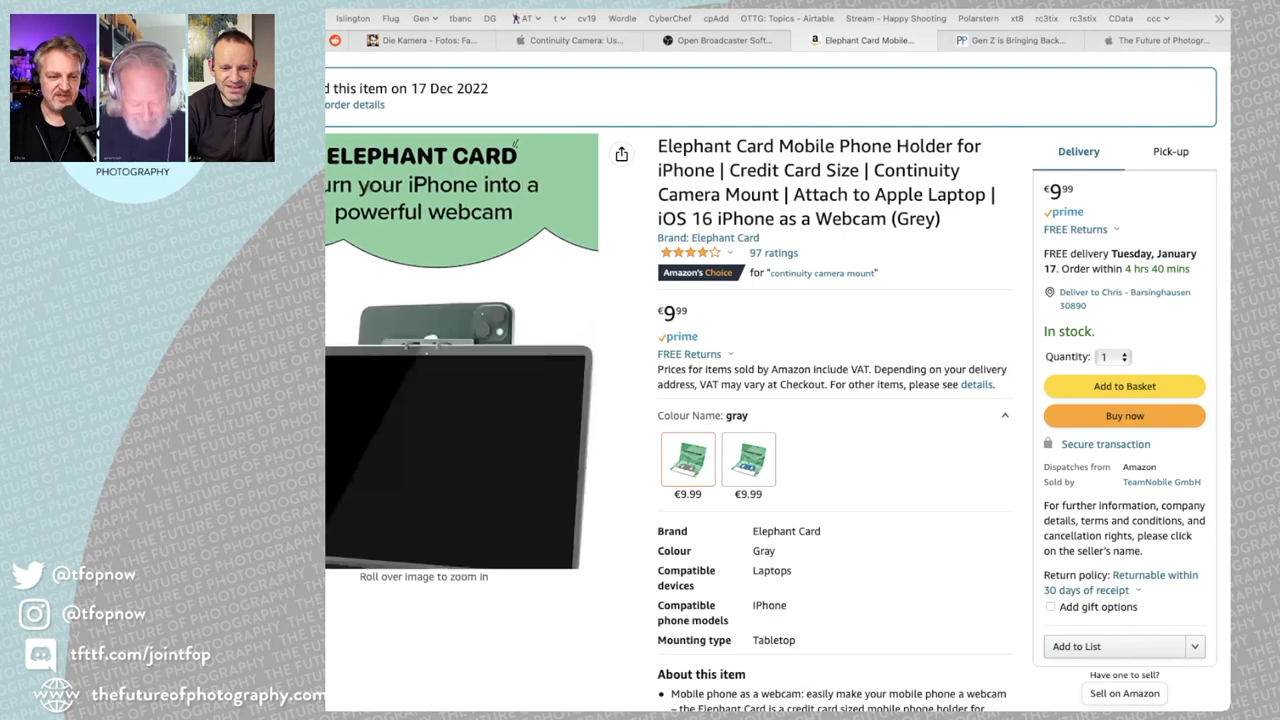 Islington Flug Gen tbanc DG AT t cv19 Wordle CyberChef cpAdd OTTG: Topics - Airtable Stream - Happy Shooting Polarstern xt8 rc3tix rc3stix CData ccc
Die Kamera - Fotos: Fa... Continuity Camera: Us... Open Broadcaster Soft... Elephant Card Mobile... Gen Z is Bringing Back... The Future of Photogr...
d this item on 17 Dec 2022
order details
ELEPHANT CARD
urn your iPhone into a
powerful webcam
Roll over image to zoom in
Elephant Card Mobile Phone Holder for
iPhone | Credit Card Size | Continuity
Camera Mount | Attach to Apple Laptop |
iOS 16 iPhone as a Webcam (Grey)
Brand: Elephant Card
97 ratings
Amazon's Choice for "continuity camera mount"
€9.99
prime
FREE Returns
Prices for items sold by Amazon include VAT. Depending on your delivery
address, VAT may vary at Checkout. For other items, please see details.
Colour Name: gray
€9.99 €9.99
Brand Elephant Card
Colour Gray
Compatible devices Laptops
Compatible phone models IPhone
Mounting type Tabletop
About this item
• Mobile phone as a webcam: easily make your mobile phone a webcam
– the Elephant Card is a credit card sized mobile phone holder for
Delivery Pick-up
€9.99
prime
FREE Returns
FREE delivery Tuesday, January
17. Order within 4 hrs 40 mins
Deliver to Chris - Barsinghausen
30890
In stock.
Quantity: 1
Add to Basket
Buy now
Secure transaction
Dispatches from Amazon
Sold by TeamNobile GmbH
For further information, company
details, terms and conditions, and
cancellation rights, please click
on the seller's name.
Return policy: Returnable within
30 days of receipt
Add gift options
Add to List
Have one to sell?
Sell on Amazon
PHOTOGRAPHY
@tfopnow
@tfopnow
tfttf.com/jointfop
www thefutureofphotography.com